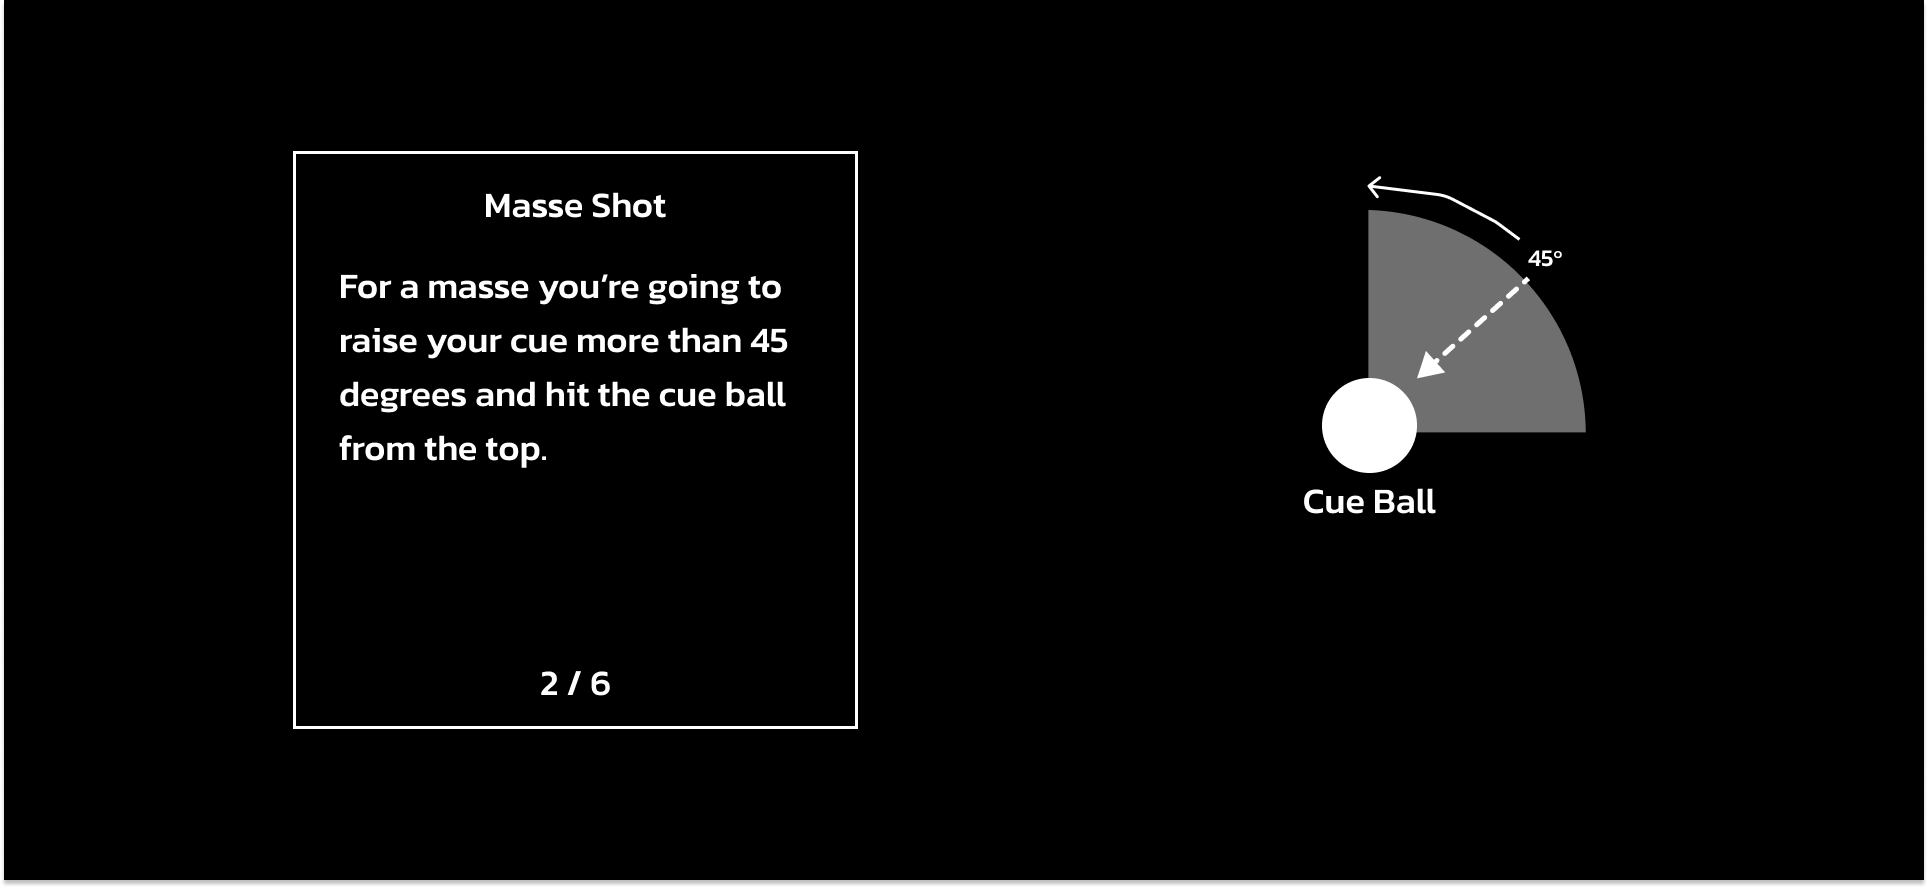 Masse Shot
For a masse you’re going to
raise your cue more than 45
degrees and hit the cue ball
from the top.
2 / 6
45°
Cue Ball